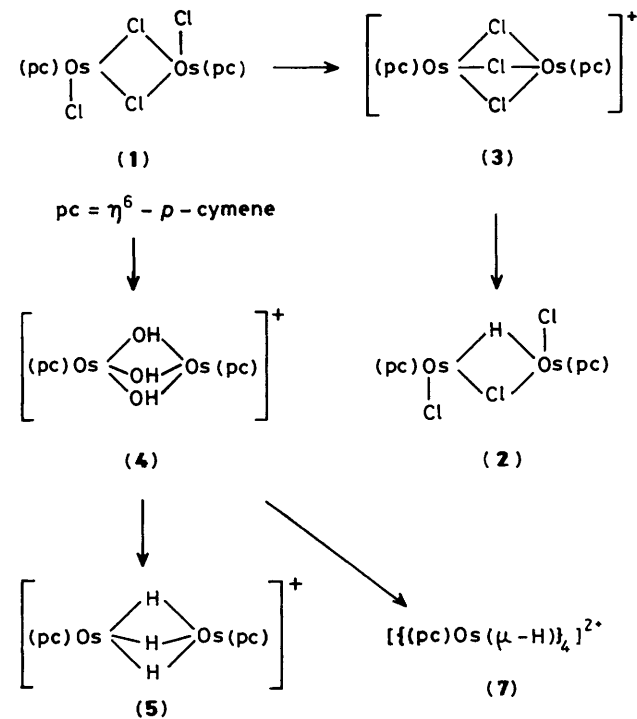 Cl Cl
(pc)Os Os(pc)
Cl Cl
(1)
[(pc)Os Cl Cl Cl Os(pc)]+
(3)
pc = η6 – p – cymene
[(pc)Os OH OH OH Os(pc)]+
(4)
H Cl
(pc)Os Os(pc)
Cl Cl
(2)
[(pc)Os H H H Os(pc)]+
(5)
[{(pc)Os(μ–H)}4]2+
(7)